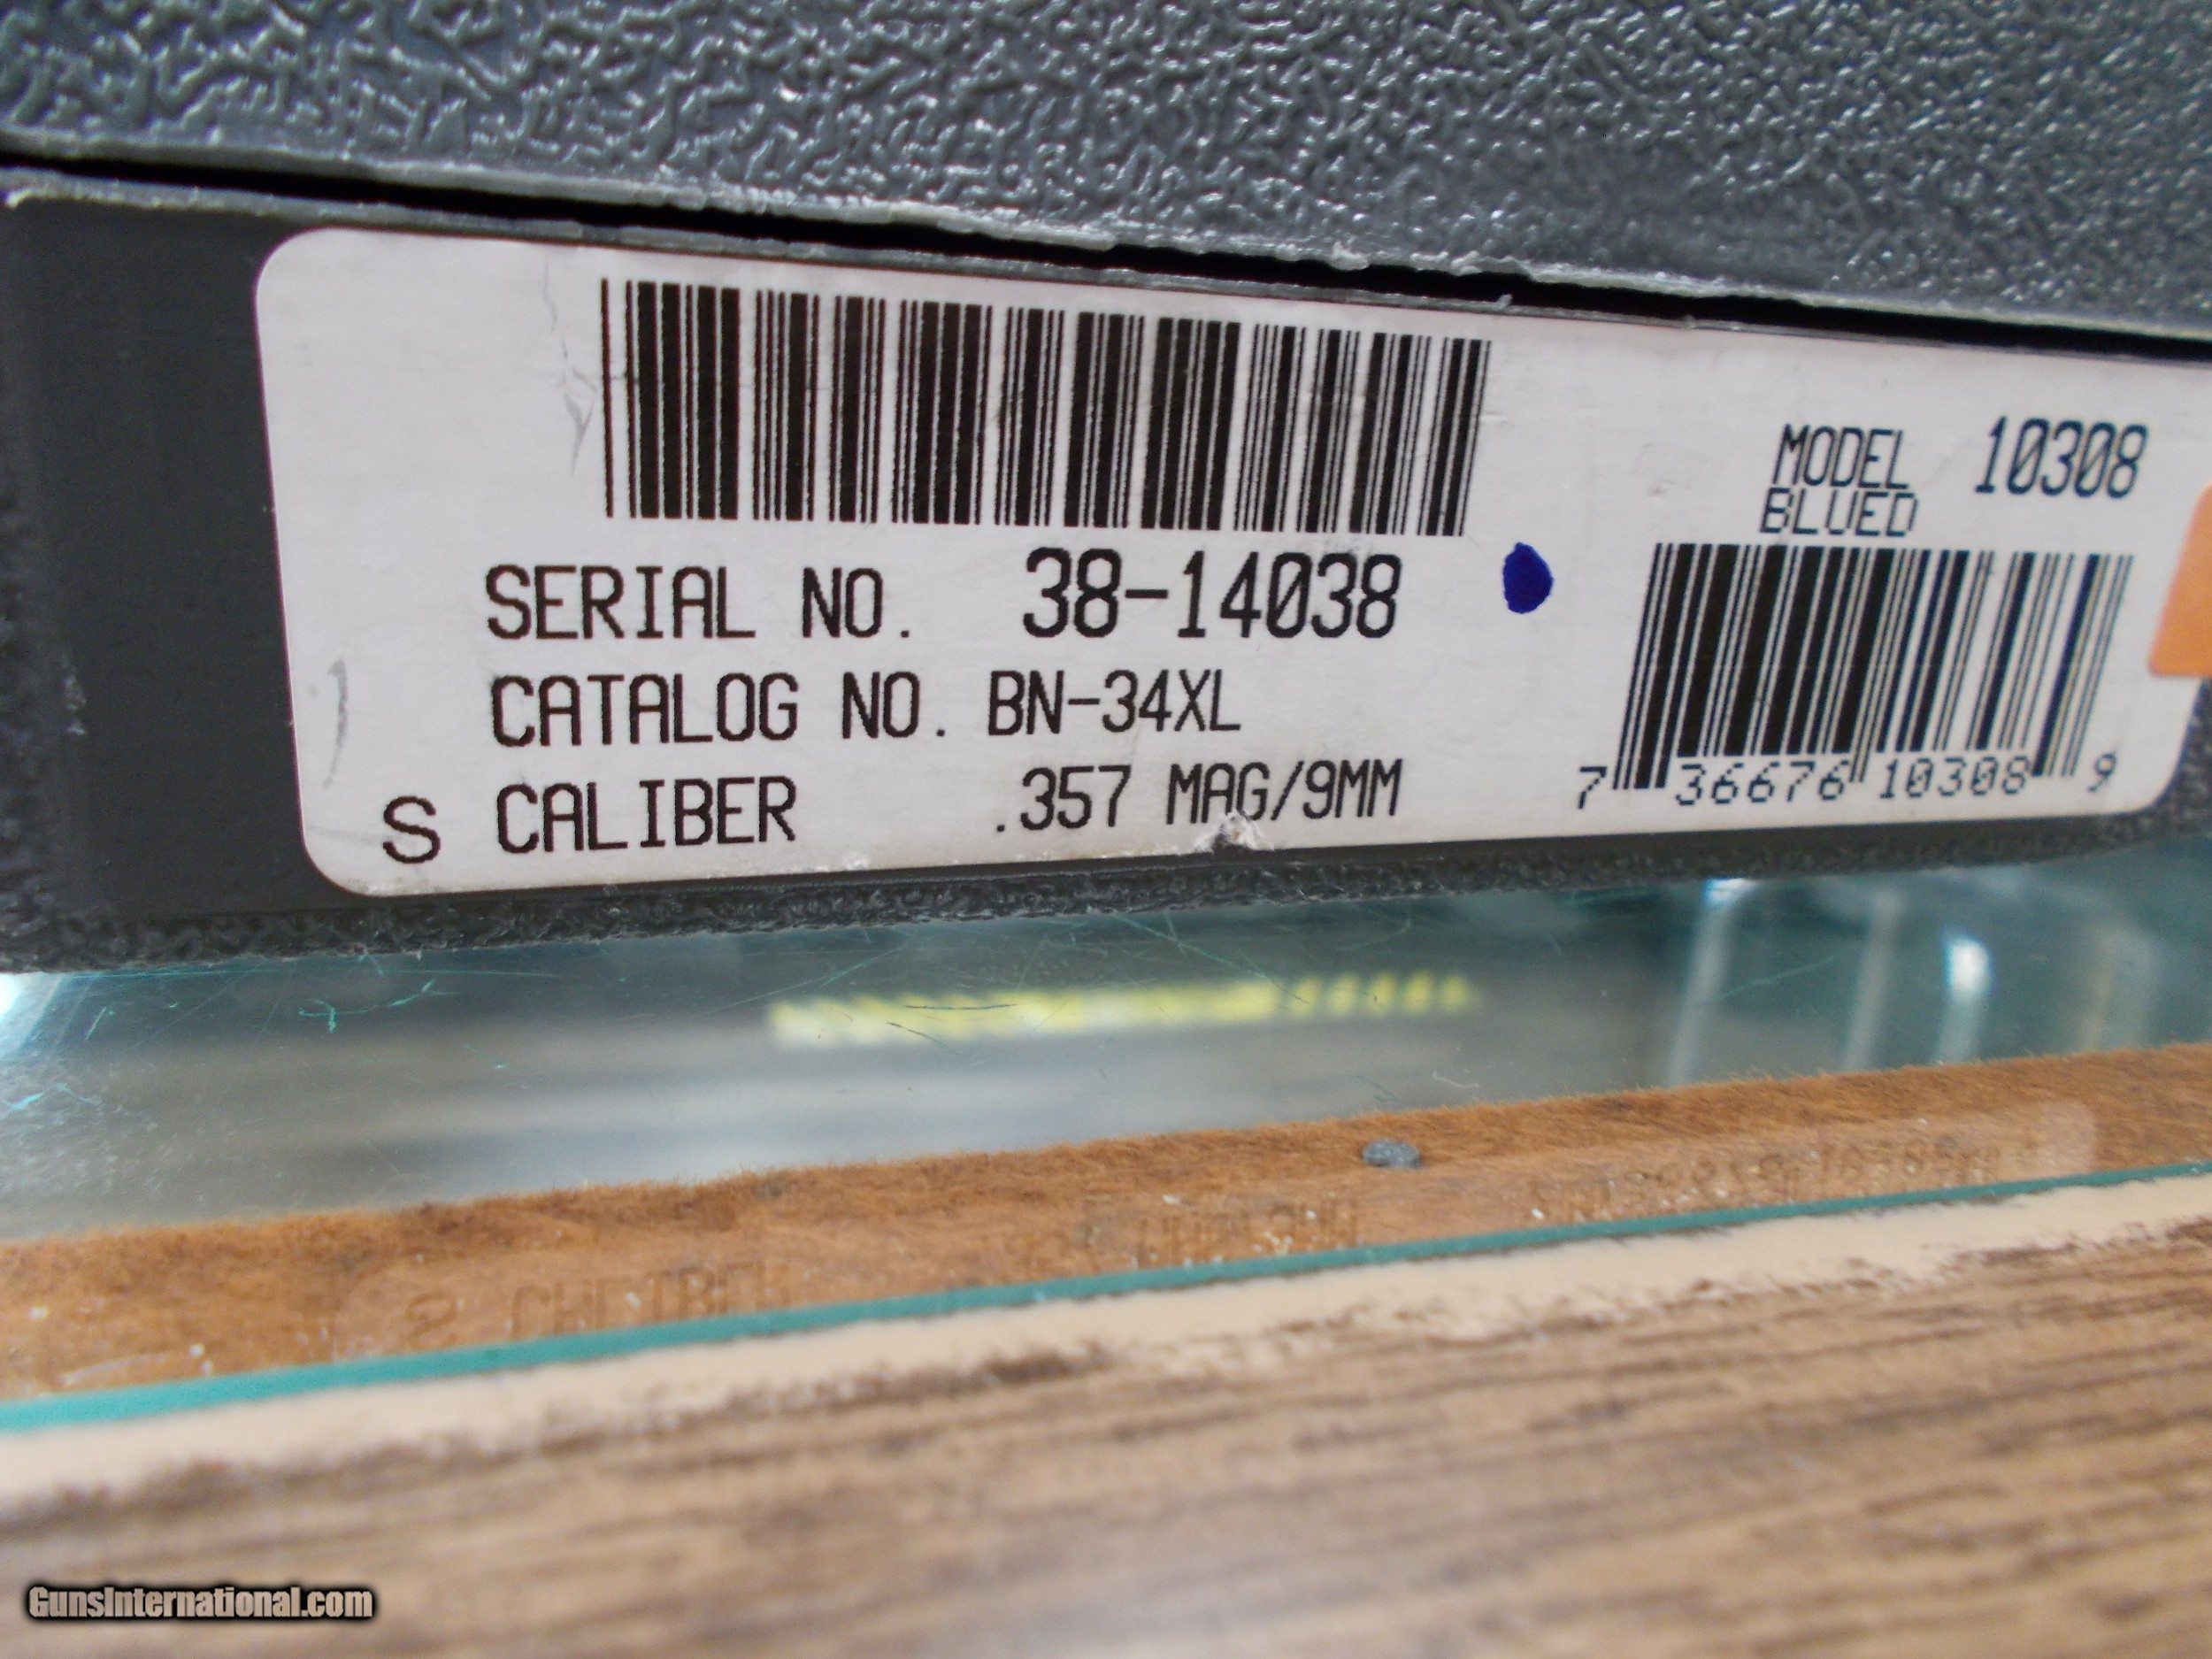 SERIAL NO. 38-14038
CATALOG NO. BN-34XL
S CALIBER .357 MAG/9MM
MODEL 10308
BLUED
7 36676 10308 9
GunsInternational.com